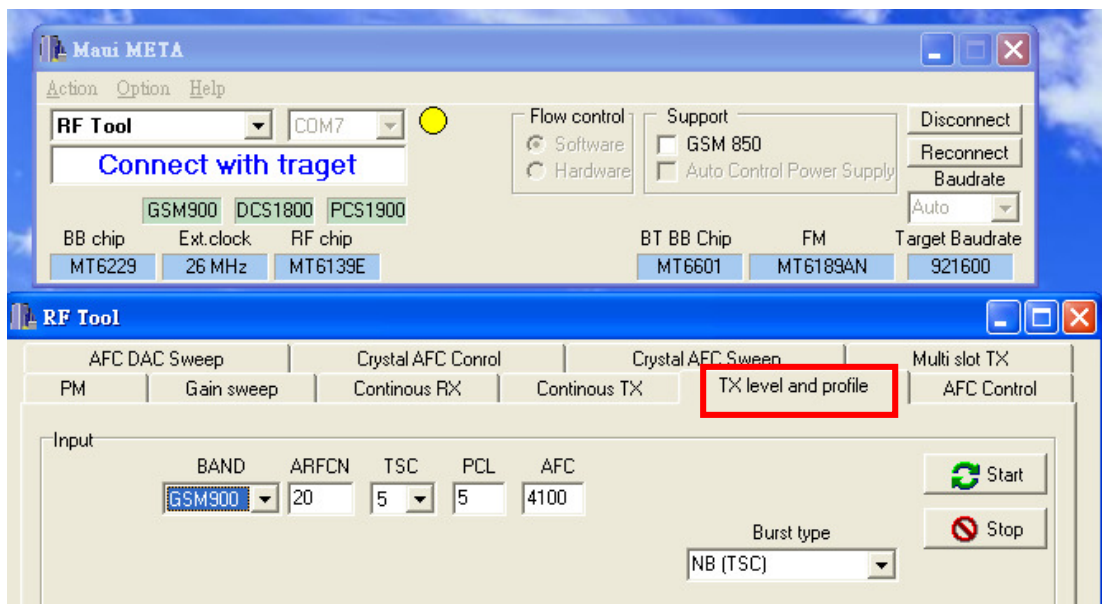 Maui META
Action Option Help
RF Tool COM7 Flow control Support Disconnect
Software GSM 850
Connect with traget Hardware Auto Control Power Supply Reconnect
Baudrate
GSM900 DCS1800 PCS1900 Auto
BB chip Ext.clock RF chip BT BB Chip FM Target Baudrate
MT6229 26 MHz MT6139E MT6601 MT6189AN 921600
RF Tool
AFC DAC Sweep Crystal AFC Conrol Crystal AFC Sweep Multi slot TX
PM Gain sweep Continous RX Continous TX TX level and profile AFC Control
Input
BAND ARFCN TSC PCL AFC Start
GSM900 20 5 5 4100
Burst type Stop
NB (TSC)